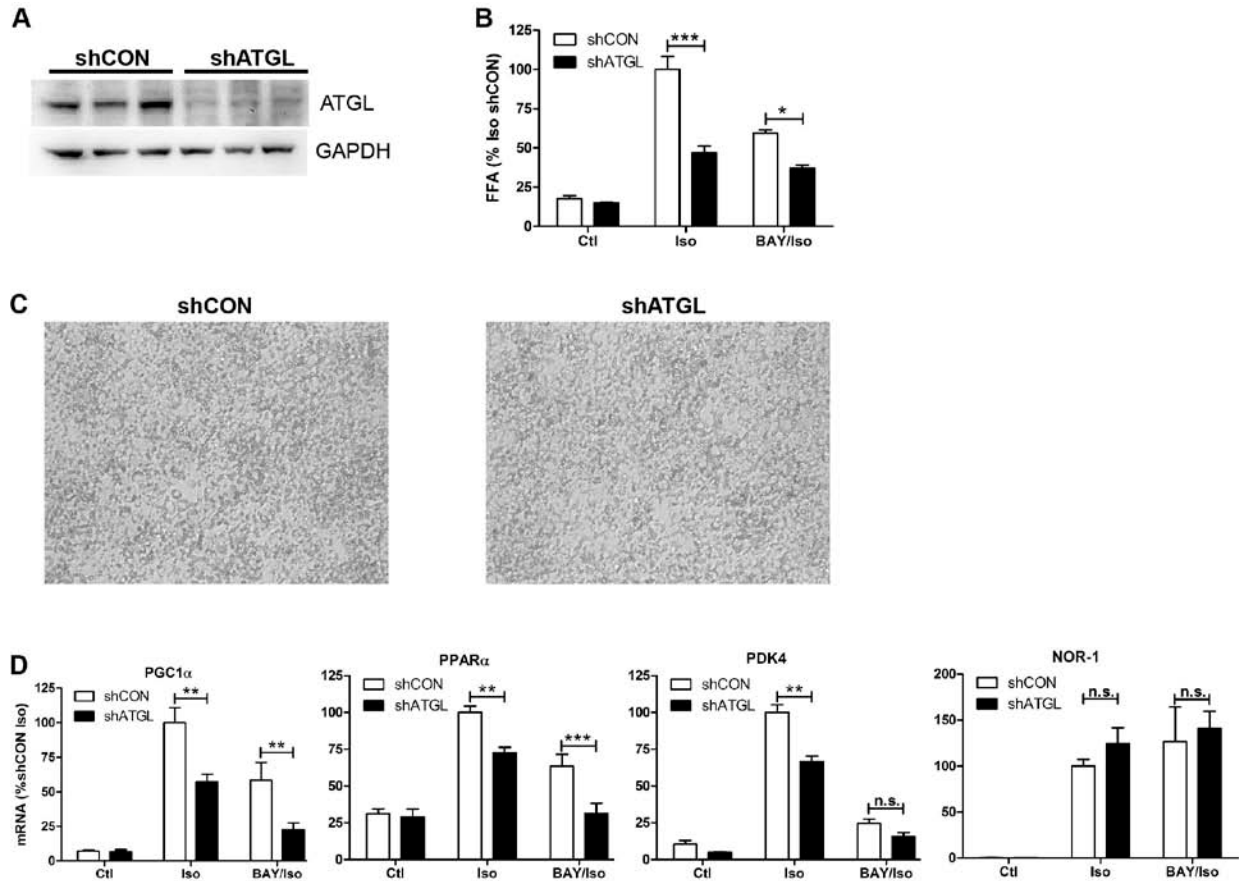 A
shCON shATGL
ATGL
GAPDH
B
FFA (% Iso shCON)
125
100
75
50
25
0
shCON
shATGL
***
*
Ctl Iso BAY/Iso
C
shCON shATGL
D
PGC1α
mRNA (%shCON Iso)
125
100
75
50
25
0
shCON
shATGL
**
**
Ctl Iso BAY/Iso
PPARα
125
100
75
50
25
0
shCON
shATGL
**
***
Ctl Iso BAY/Iso
PDK4
125
100
75
50
25
0
shCON
shATGL
**
n.s.
Ctl Iso BAY/Iso
NOR-1
200
150
100
50
0
shCON
shATGL
n.s.
n.s.
Ctl Iso BAY/Iso